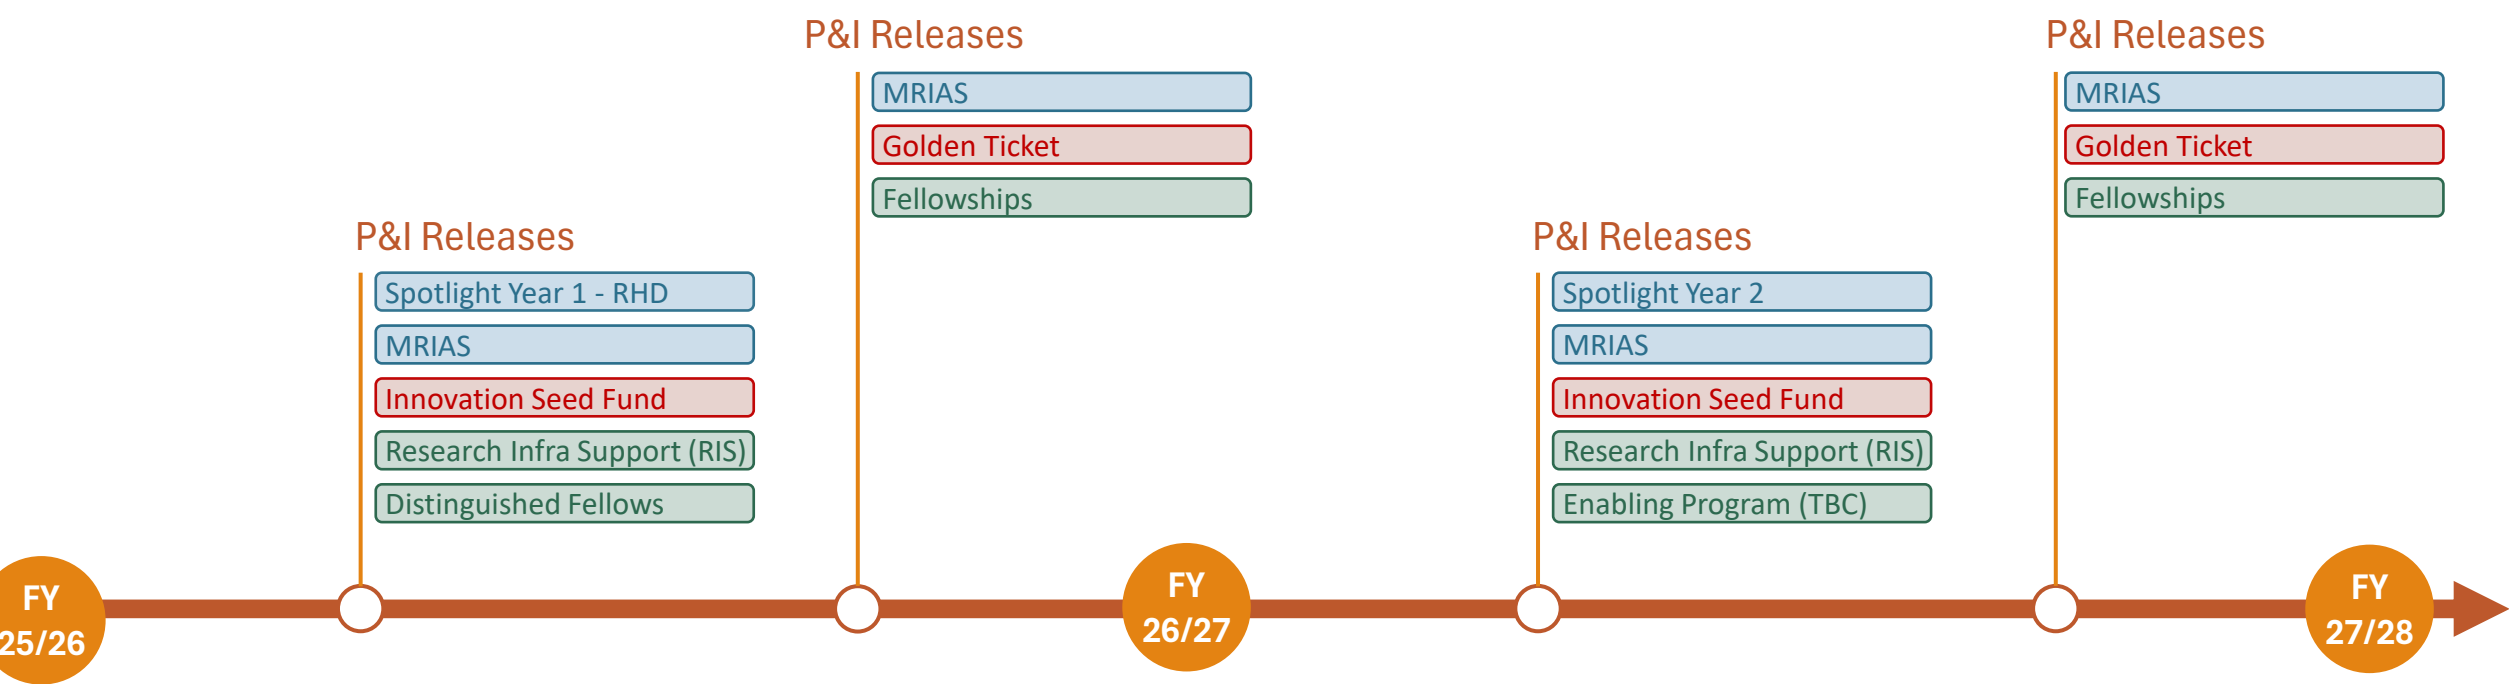 P&I Releases
MRIAS
Golden Ticket
Fellowships
P&I Releases
MRIAS
Golden Ticket
Fellowships
P&I Releases
Spotlight Year 1 - RHD
MRIAS
Innovation Seed Fund
Research Infra Support (RIS)
Distinguished Fellows
P&I Releases
Spotlight Year 2
MRIAS
Innovation Seed Fund
Research Infra Support (RIS)
Enabling Program (TBC)
FY
25/26
FY
26/27
FY
27/28